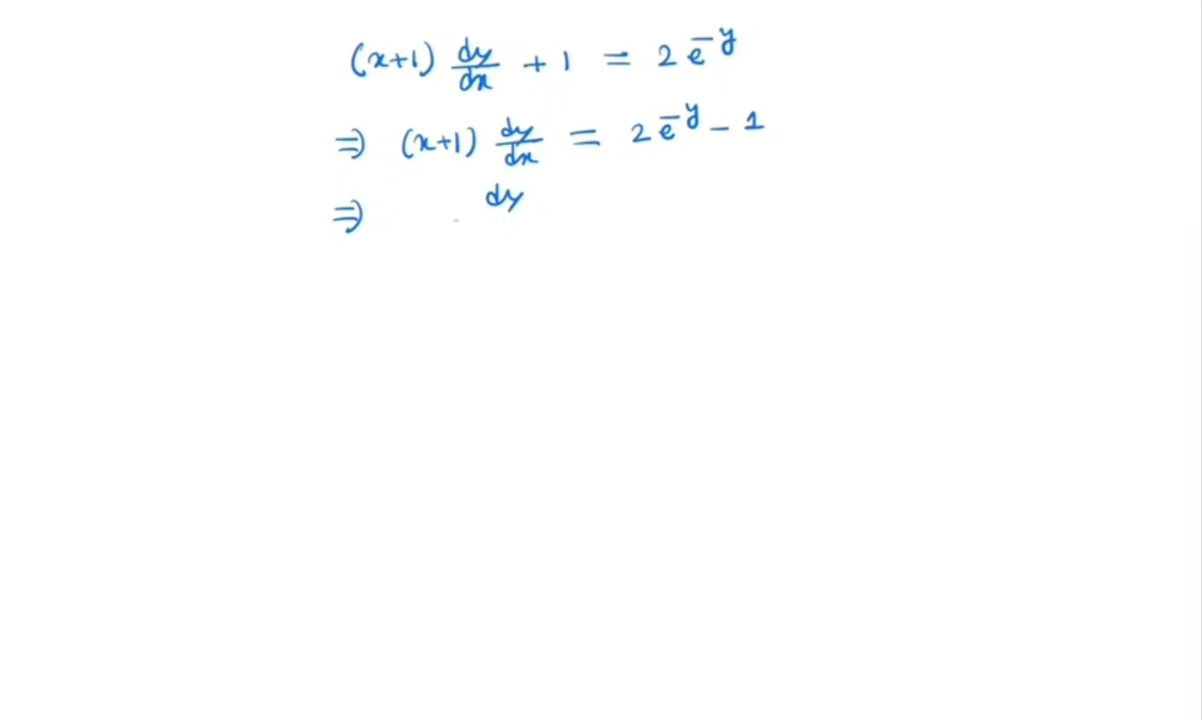 (x+1) dy/dx + 1 = 2e^-y
⇒ (x+1) dy/dx = 2e^-y - 1
⇒ dy